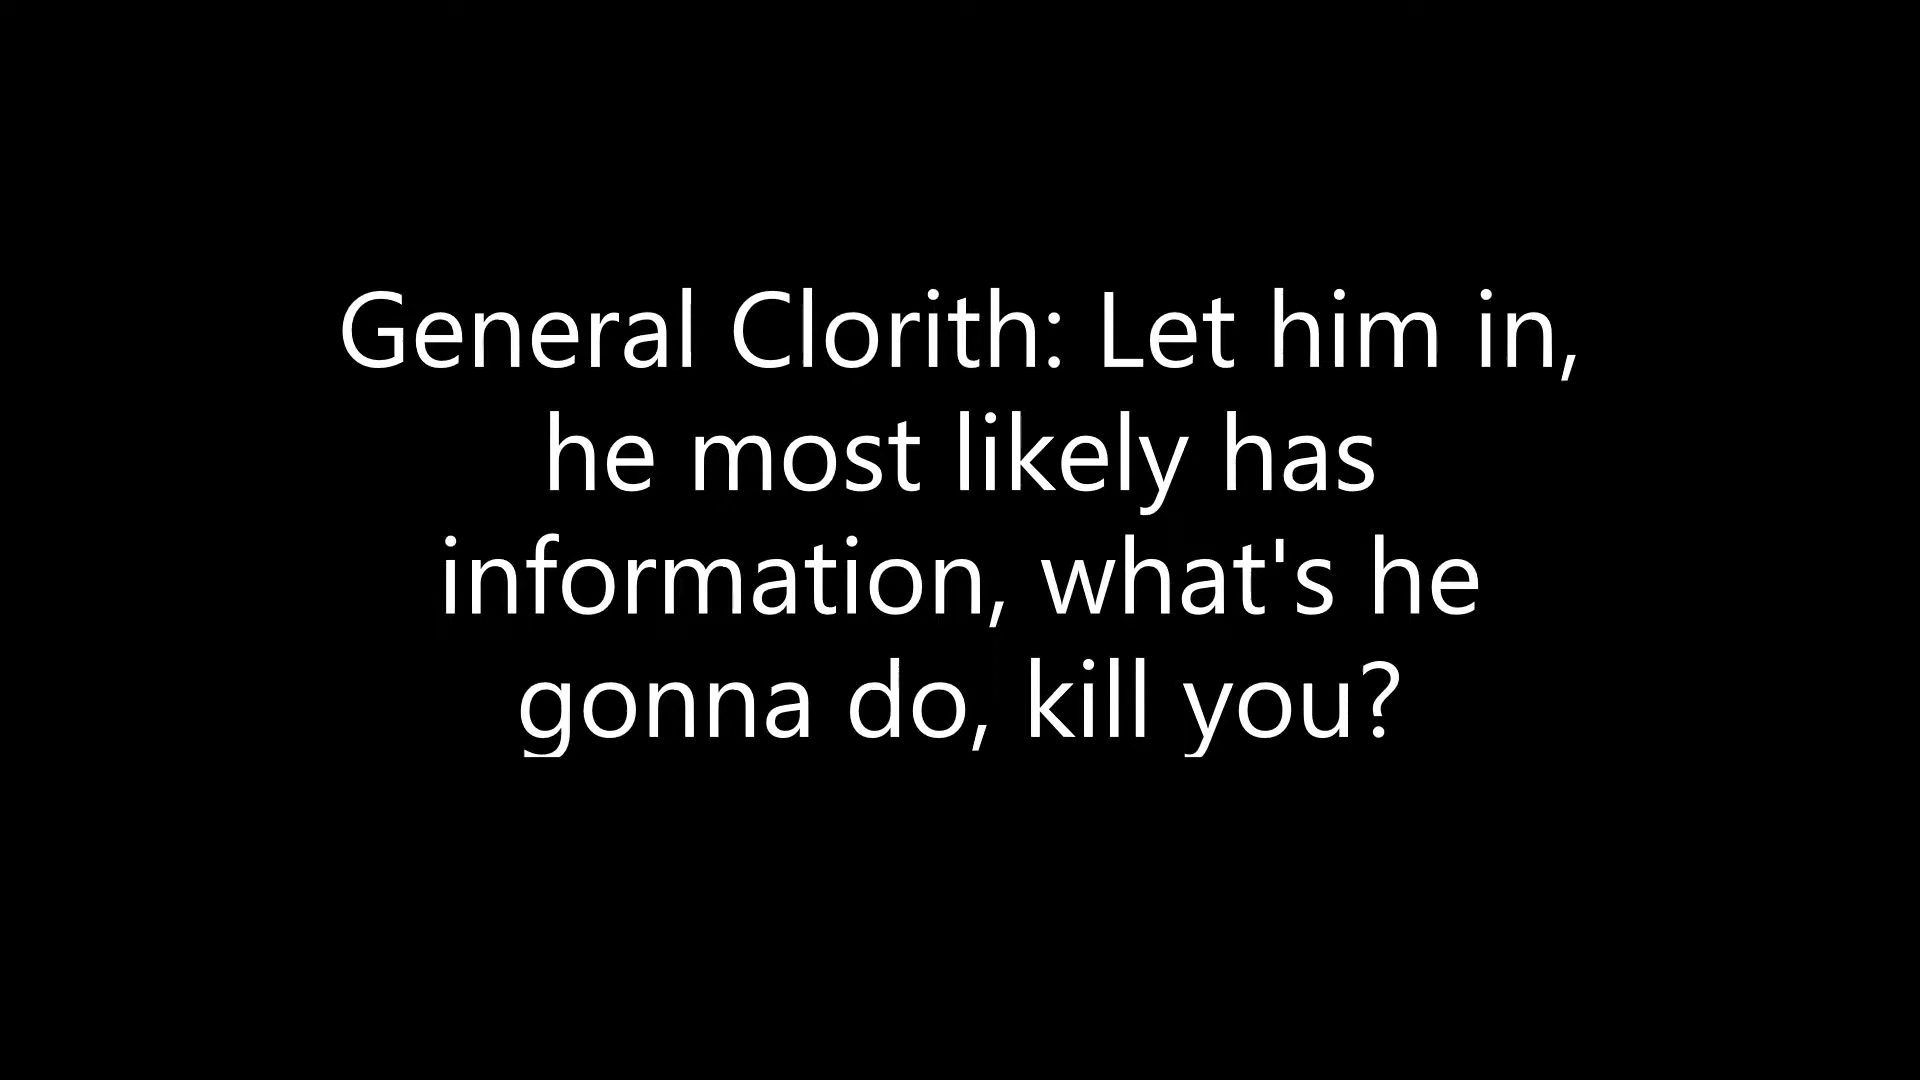 General Clorith: Let him in,
he most likely has
information, what's he
gonna do, kill you?